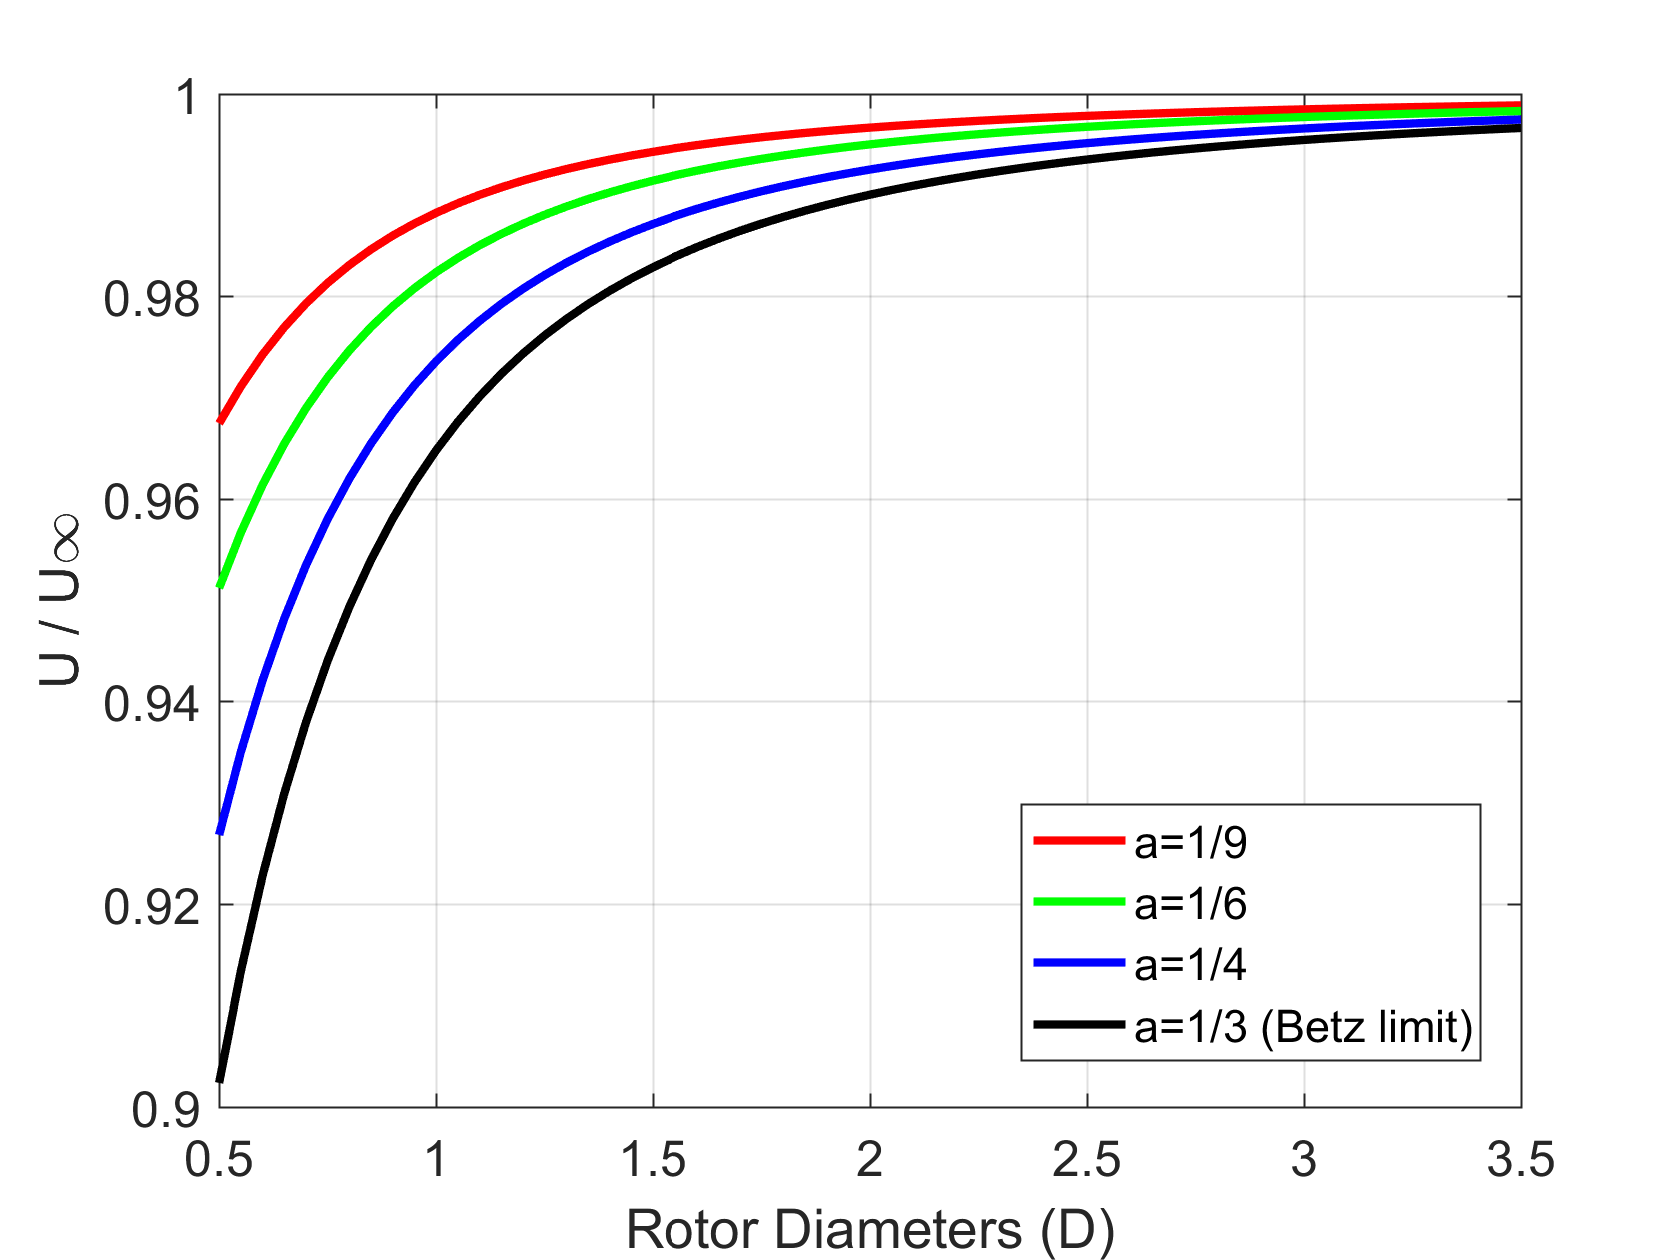 1
0.98
0.96
0.94
0.92
0.9
U / U∞
0.5 1 1.5 2 2.5 3 3.5
Rotor Diameters (D)
a=1/9
a=1/6
a=1/4
a=1/3 (Betz limit)